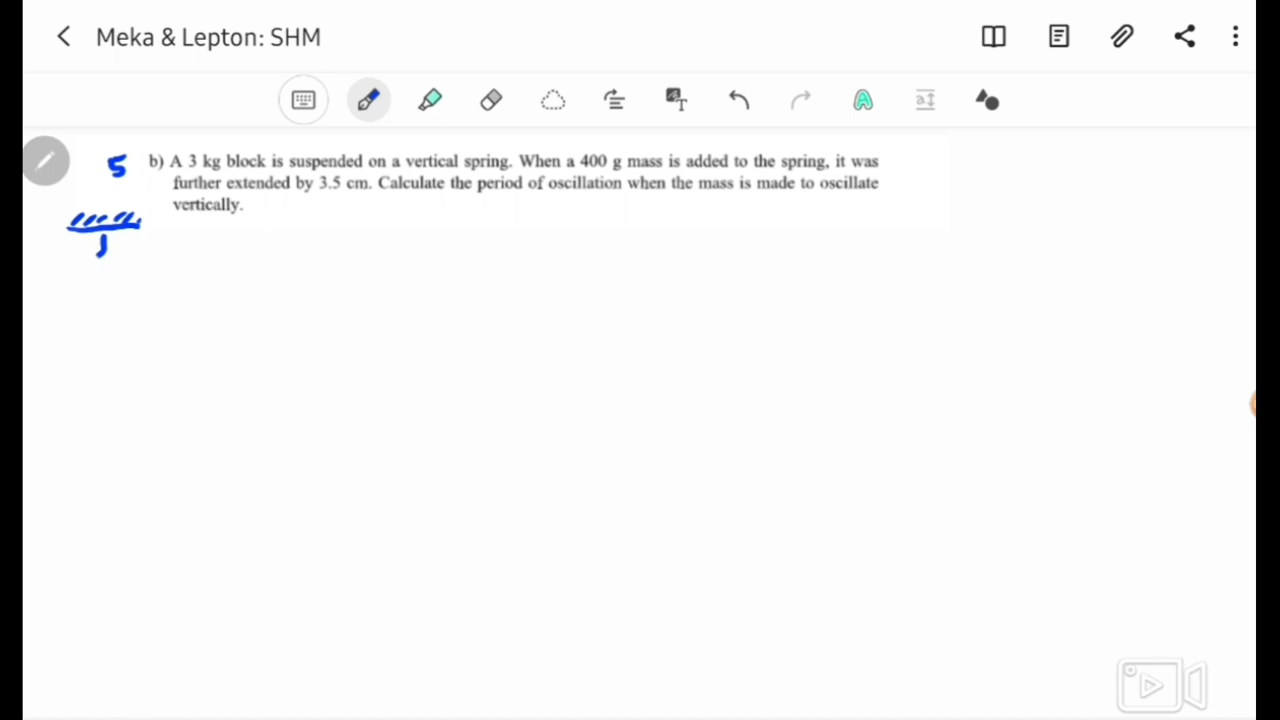 Meka & Lepton: SHM
5 b) A 3 kg block is suspended on a vertical spring. When a 400 g mass is added to the spring, it was
further extended by 3.5 cm. Calculate the period of oscillation when the mass is made to oscillate
vertically.